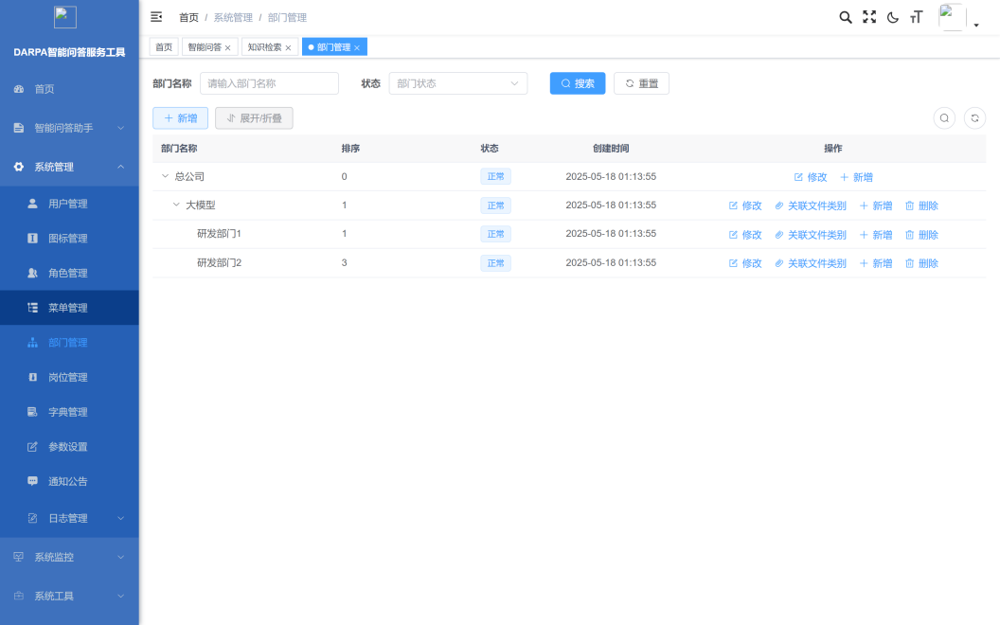 DARPA智能问答服务工具
首页
智能问答助手
系统管理
用户管理
图标管理
角色管理
菜单管理
部门管理
岗位管理
字典管理
参数设置
通知公告
日志管理
系统监控
系统工具
首页 / 系统管理 / 部门管理
首页 智能问答 × 知识检索 × 部门管理 ×
部门名称 请输入部门名称 状态 部门状态 搜索 重置
+ 新增 展开/折叠
部门名称 排序 状态 创建时间 操作
总公司 0 正常 2025-05-18 01:13:55 修改 + 新增
大模型 1 正常 2025-05-18 01:13:55 修改 关联文件类别 + 新增 删除
研发部门1 1 正常 2025-05-18 01:13:55 修改 关联文件类别 + 新增 删除
研发部门2 3 正常 2025-05-18 01:13:55 修改 关联文件类别 + 新增 删除